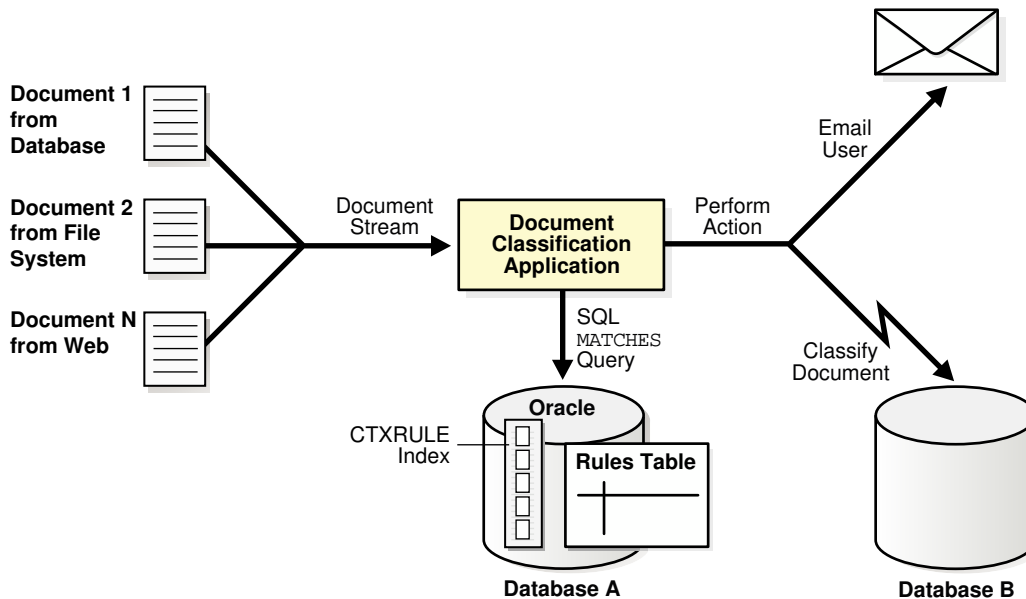 Document 1
from
Database
Document 2
from File
System
Document N
from Web
Document
Stream
Document
Classification
Application
Perform
Action
Email
User
Classify
Document
SQL
MATCHES
Query
Oracle
CTXRULE
Index
Rules Table
Database A
Database B